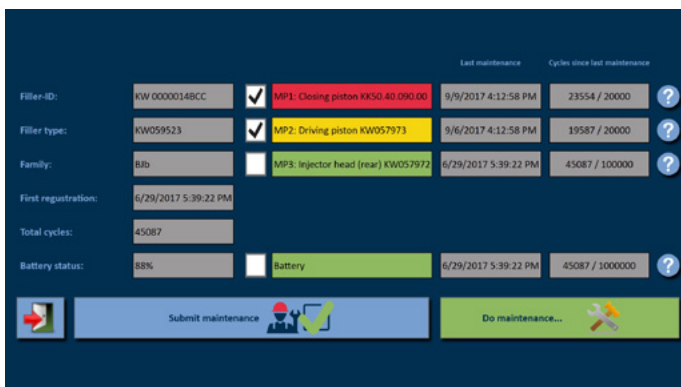 Last maintenance Cycles since last maintenance
Filler-ID: KW 0000014BCC MP1: Closing piston KK50.40.090.00 9/9/2017 4:12:58 PM 23554 / 20000 ?
Filler type: KW059523 MP2: Driving piston KW057973 9/6/2017 4:12:58 PM 19587 / 20000 ?
Family: BJb MP3: Injector head (rear) KW057972 6/29/2017 5:39:22 PM 45087 / 100000 ?
First regustration: 6/29/2017 5:39:22 PM
Total cycles: 45087
Battery status: 88% Battery 6/29/2017 5:39:22 PM 45087 / 1000000 ?
Submit maintenance Do maintenance...